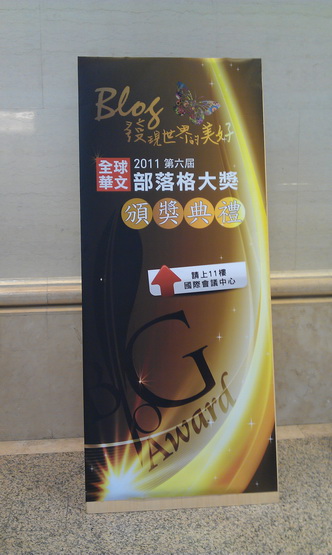 Blog
發現世界的美好
全球
華文
2011 第六屆
部落格大獎
頒獎典禮
請上11樓
國際會議中心
BloG
Award